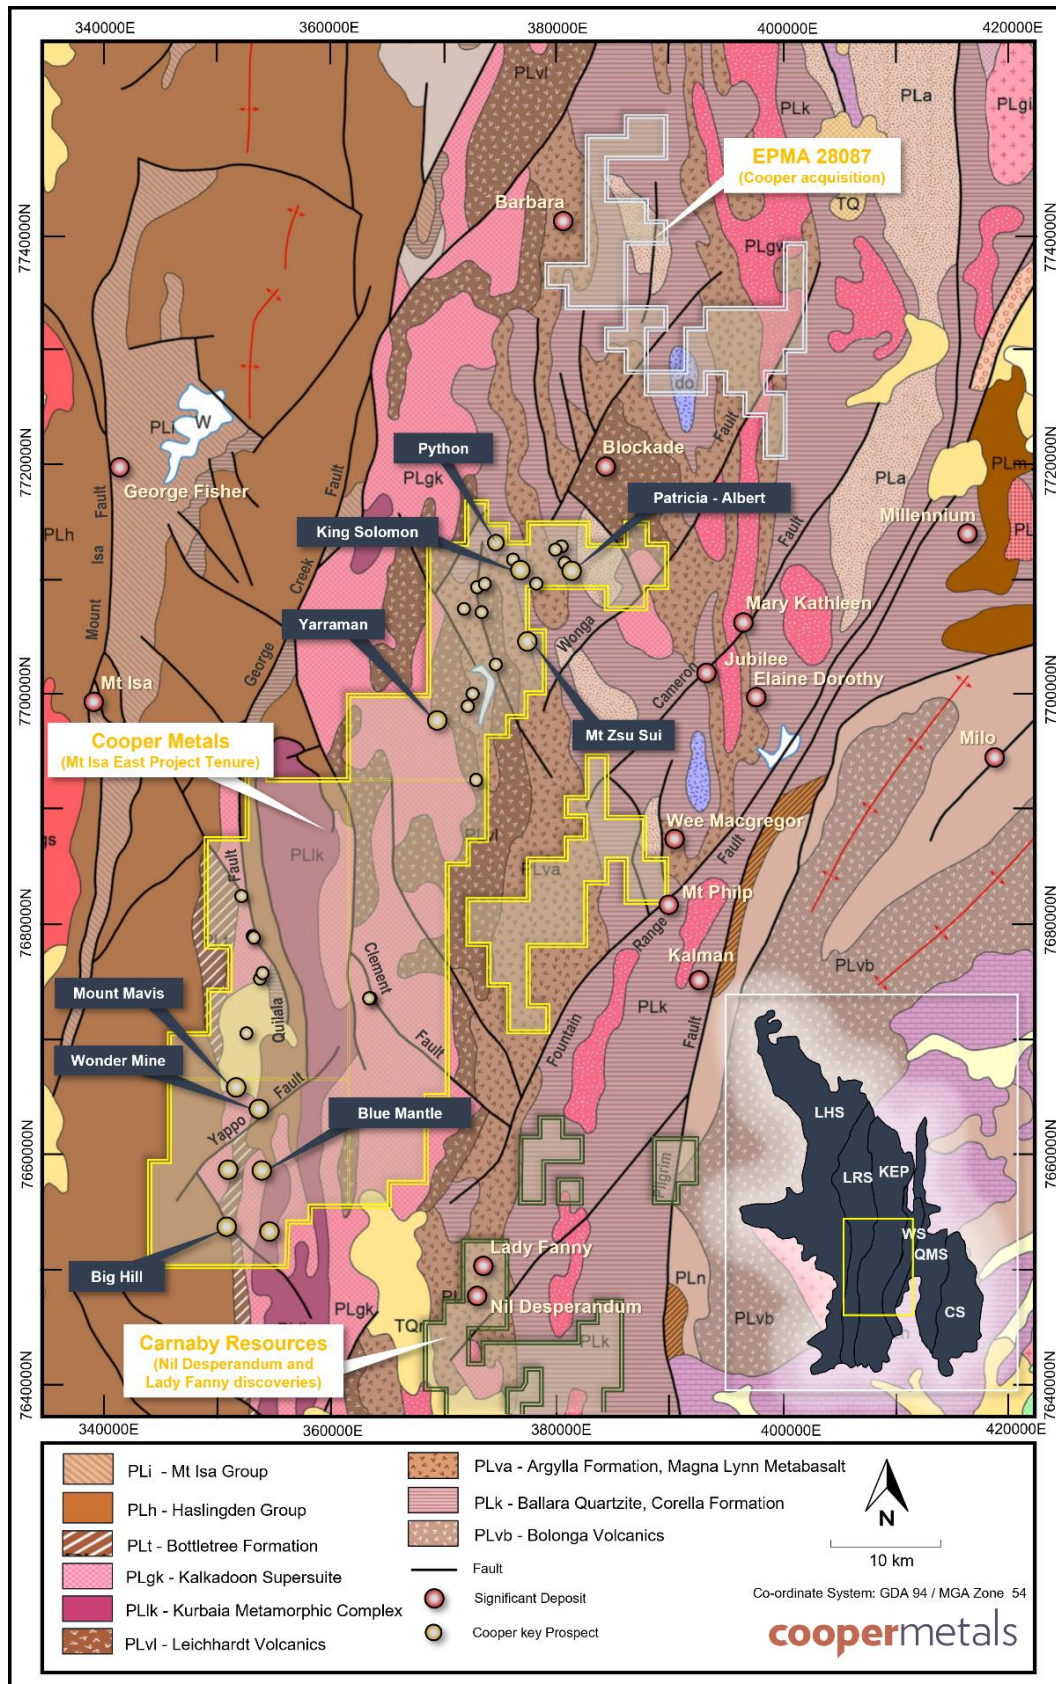 340000E
360000E
380000E
400000E
420000E
PLvl
PLk
PLa
PLgi
EPMA 28087
(Cooper acquisition)
TQ
Barbara
7740000N
7740000N
PLgw
do
W
PLi
Python
Blockade
Fault
PLgk
7720000N
7720000N
George Fisher
Fault
Patricia - Albert
PLa
PLm
Millennium
PLh
King Solomon
Fault
Isa
Creek
Mary Kathleen
Yarraman
Wonga
Mount
Jubilee
George
Cameron
Elaine Dorothy
Mt Isa
7700000N
7700000N
Mt Zsu Sui
Milo
Cooper Metals
(Mt Isa East Project Tenure)
Wee Macgregor
gs
PLlk
PLvl
PLva
Fault
Fault
Mt Philp
7680000N
7680000N
Range
Kalman
Clement
PLvb
Mount Mavis
Quilala
PLk
Fault
Fountain
Fault
Wonder Mine
Fault
Blue Mantle
Yappo
LHS
LRS
KEP
WS
QMS
CS
7660000N
7660000N
Pilgrim
Lady Fanny
Big Hill
PLn
Nil Desperandum
PLvb
PLgk
TQr
PLk
Carnaby Resources
(Nil Desperandum and
Lady Fanny discoveries)
7640000N
7640000N
340000E
360000E
380000E
400000E
420000E
PLi - Mt Isa Group
PLh - Haslingden Group
PLt - Bottletree Formation
PLgk - Kalkadoon Supersuite
PLlk - Kurbaia Metamorphic Complex
PLvl - Leichhardt Volcanics
PLva - Argylla Formation, Magna Lynn Metabasalt
PLk - Ballara Quartzite, Corella Formation
PLvb - Bolonga Volcanics
Fault
Significant Deposit
Cooper key Prospect
N
10 km
Co-ordinate System: GDA 94 / MGA Zone 54
coopermetals